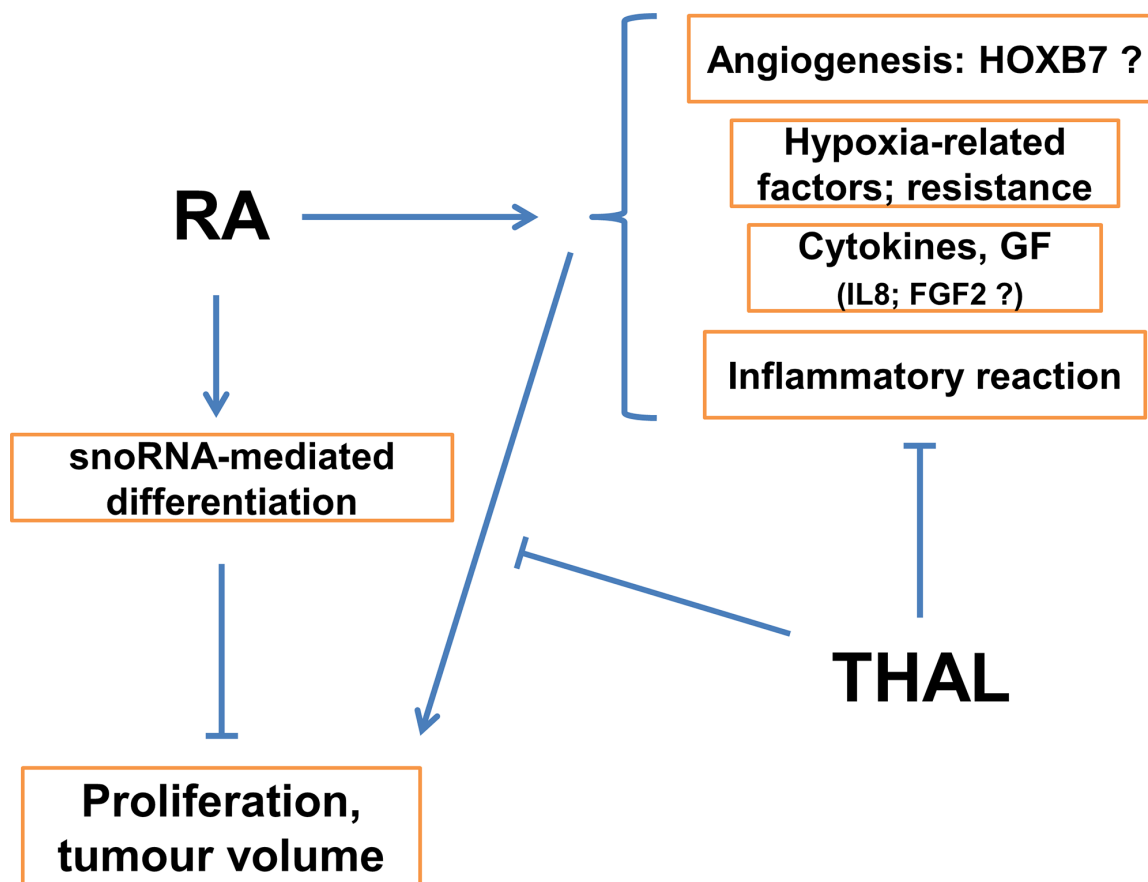 Angiogenesis: HOXB7 ?
Hypoxia-related
factors; resistance
RA
Cytokines, GF
(IL8; FGF2 ?)
Inflammatory reaction
snoRNA-mediated
differentiation
THAL
Proliferation,
tumour volume